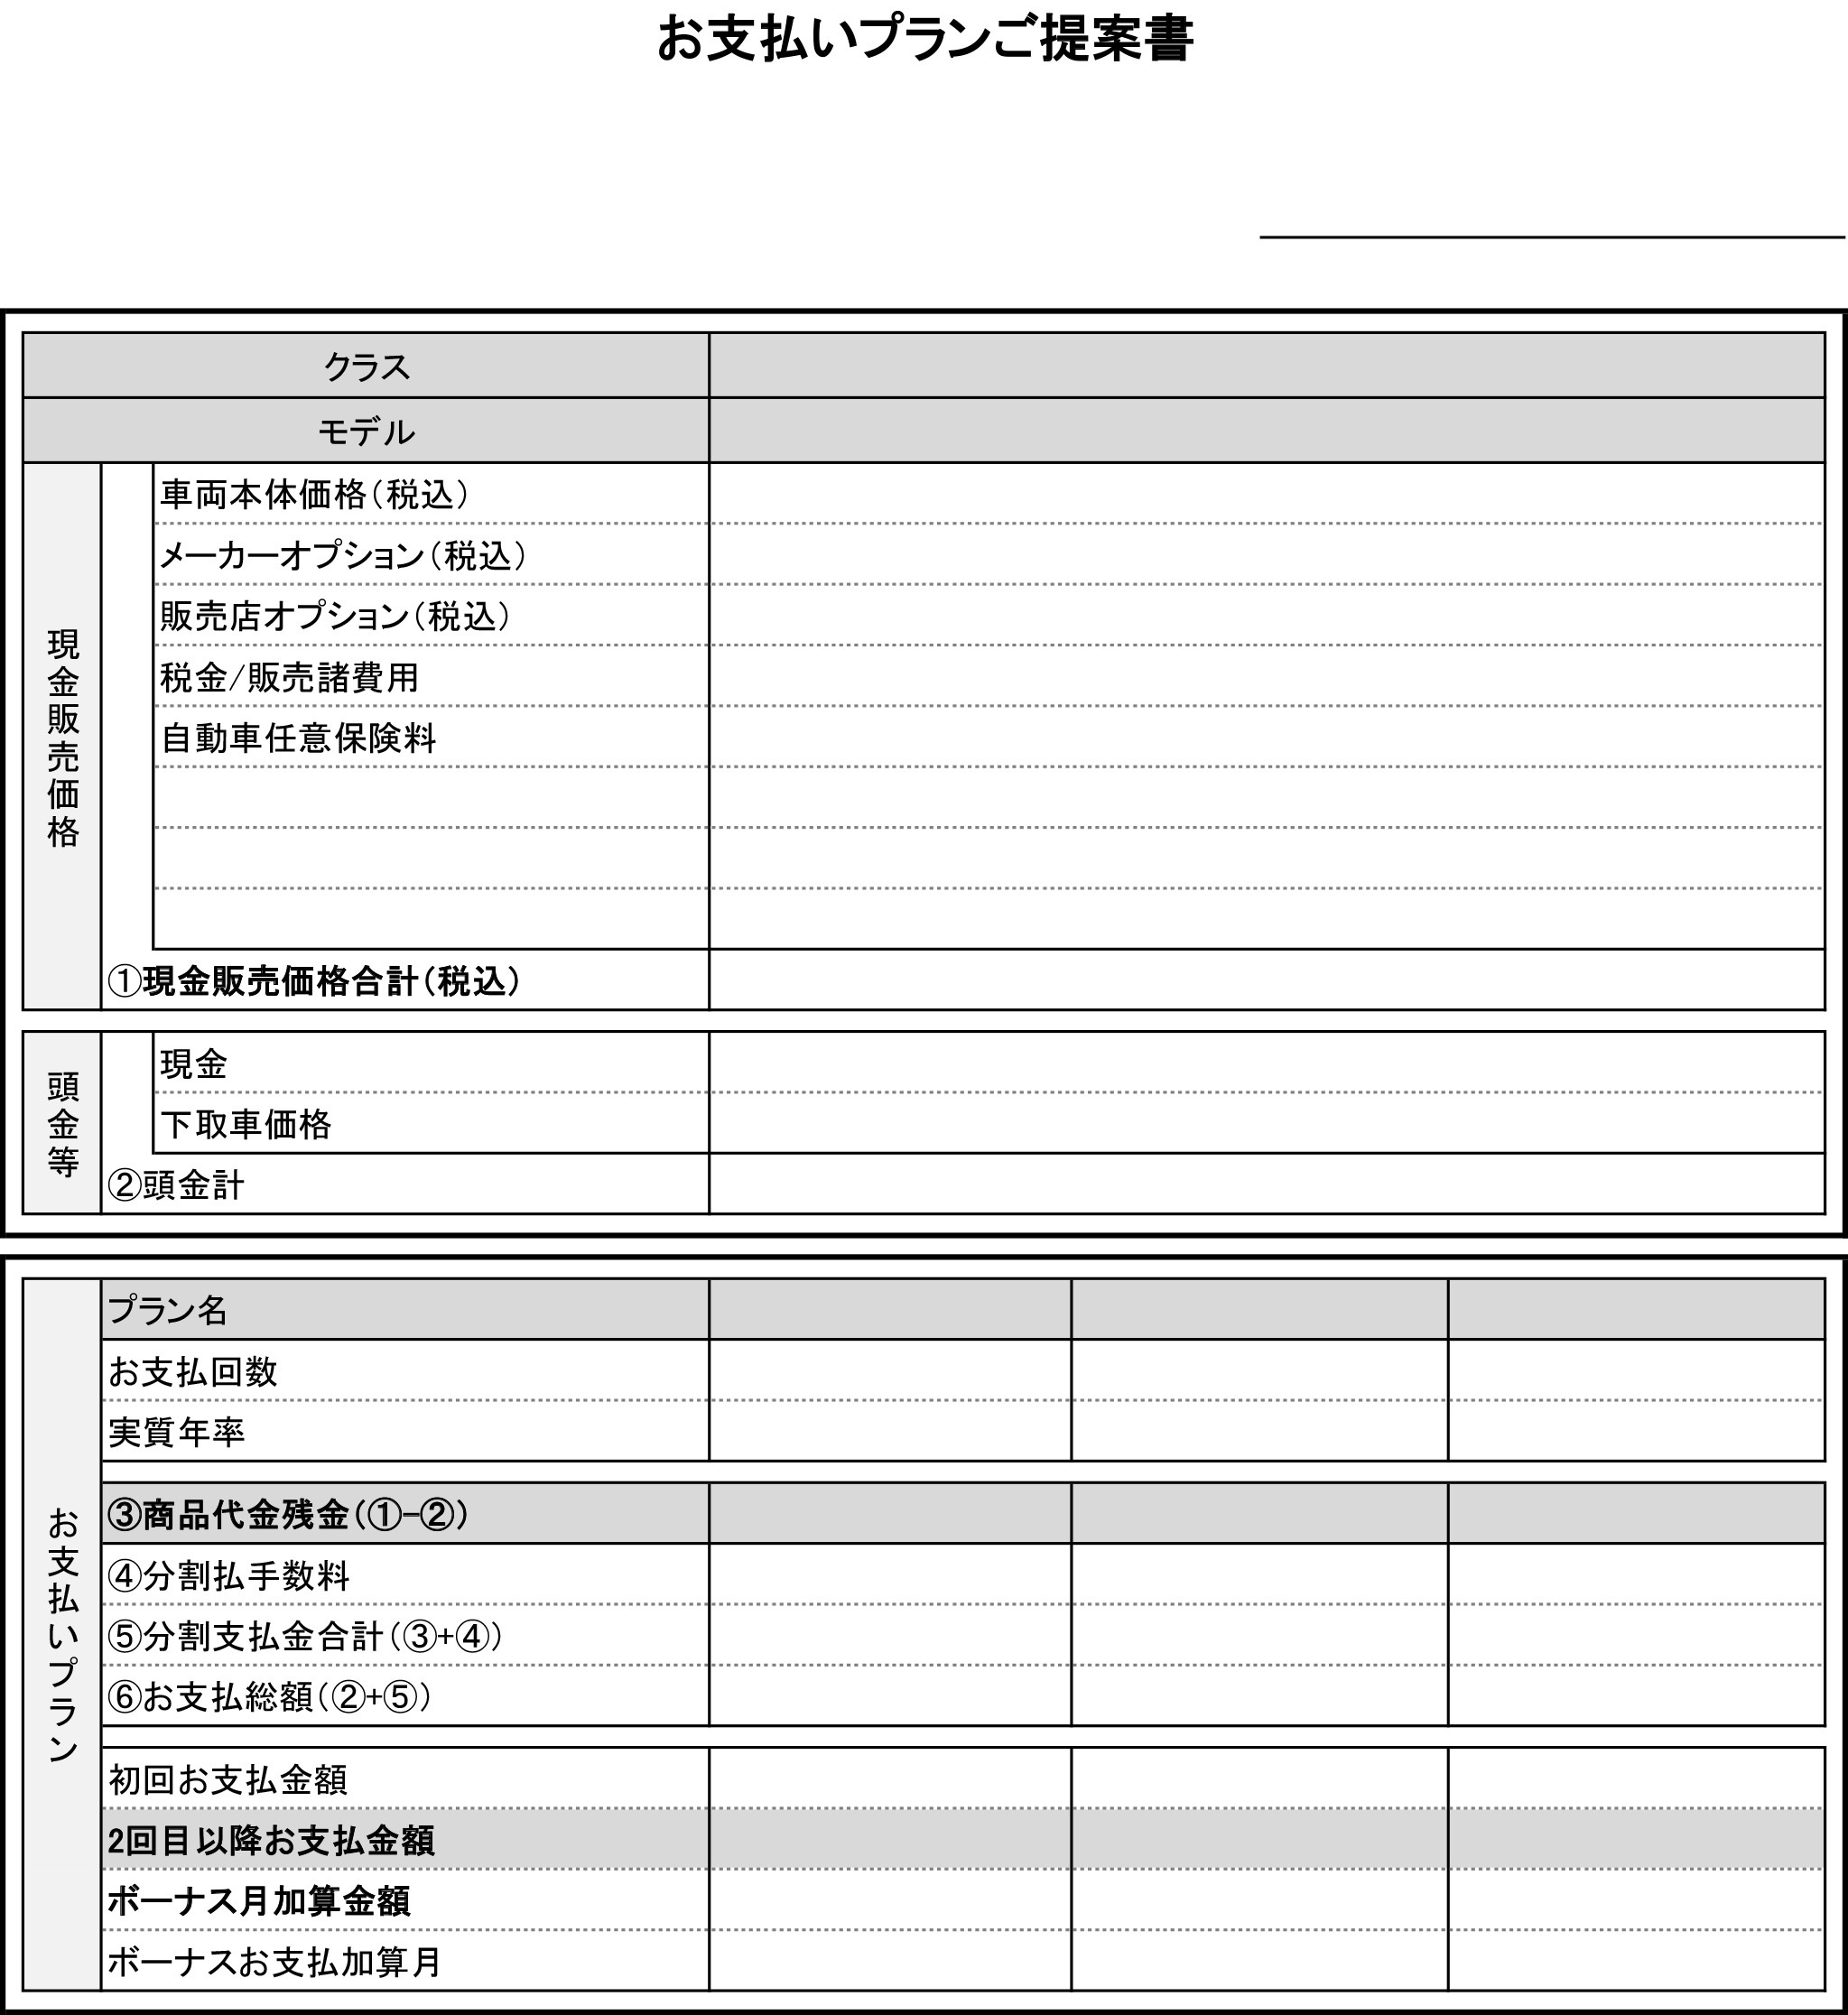 お支払いプランご提案書
クラス
モデル
現金販売価格
車両本体価格(税込)
メーカーオプション(税込)
販売店オプション(税込)
税金/販売諸費用
自動車任意保険料
①現金販売価格合計(税込)
頭金等
現金
下取車価格
②頭金計
お支払いプラン
プラン名
お支払回数
実質年率
③商品代金残金(①-②)
④分割払手数料
⑤分割支払金合計(③+④)
⑥お支払総額(②+⑤)
初回お支払金額
2回目以降お支払金額
ボーナス月加算金額
ボーナスお支払加算月